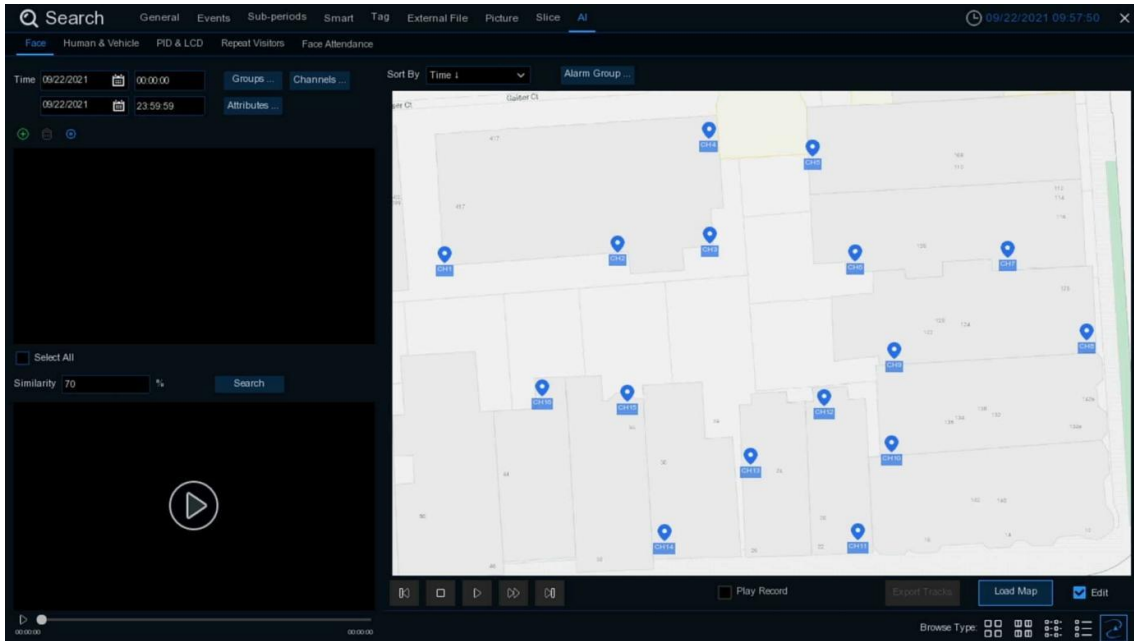 Search General Events Sub-periods Smart Tag External File Picture Slice AI 09/22/2021 09:57:50
Face Human & Vehicle PID & LCD Repeat Visitors Face Attendance
Time 09/22/2021 00:00:00 Groups ... Channels ... Sort By Time ↓ Alarm Group ...
09/22/2021 23:59:59 Attributes ...
417
CH4
CH5
417
CH1
CH2
CH3
CH7
CH8
CH9
Select All
Similarity 70 % Search
CH16
CH15
CH12
CH10
CH13
CH14
CH11
Play Record Export Tracks Load Map Edit
00:00:00 00:00:00
Browse Type: